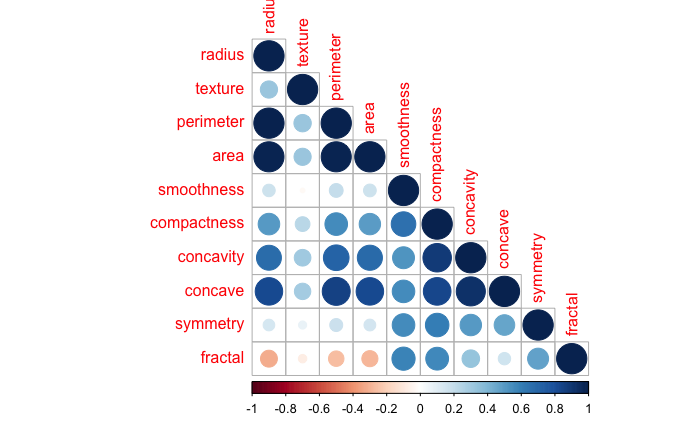 radiu
texture
perimeter
area
smoothness
compactness
concavity
concave
symmetry
fractal
radius
texture
perimeter
area
smoothness
compactness
concavity
concave
symmetry
fractal
-1 -0.8 -0.6 -0.4 -0.2 0 0.2 0.4 0.6 0.8 1